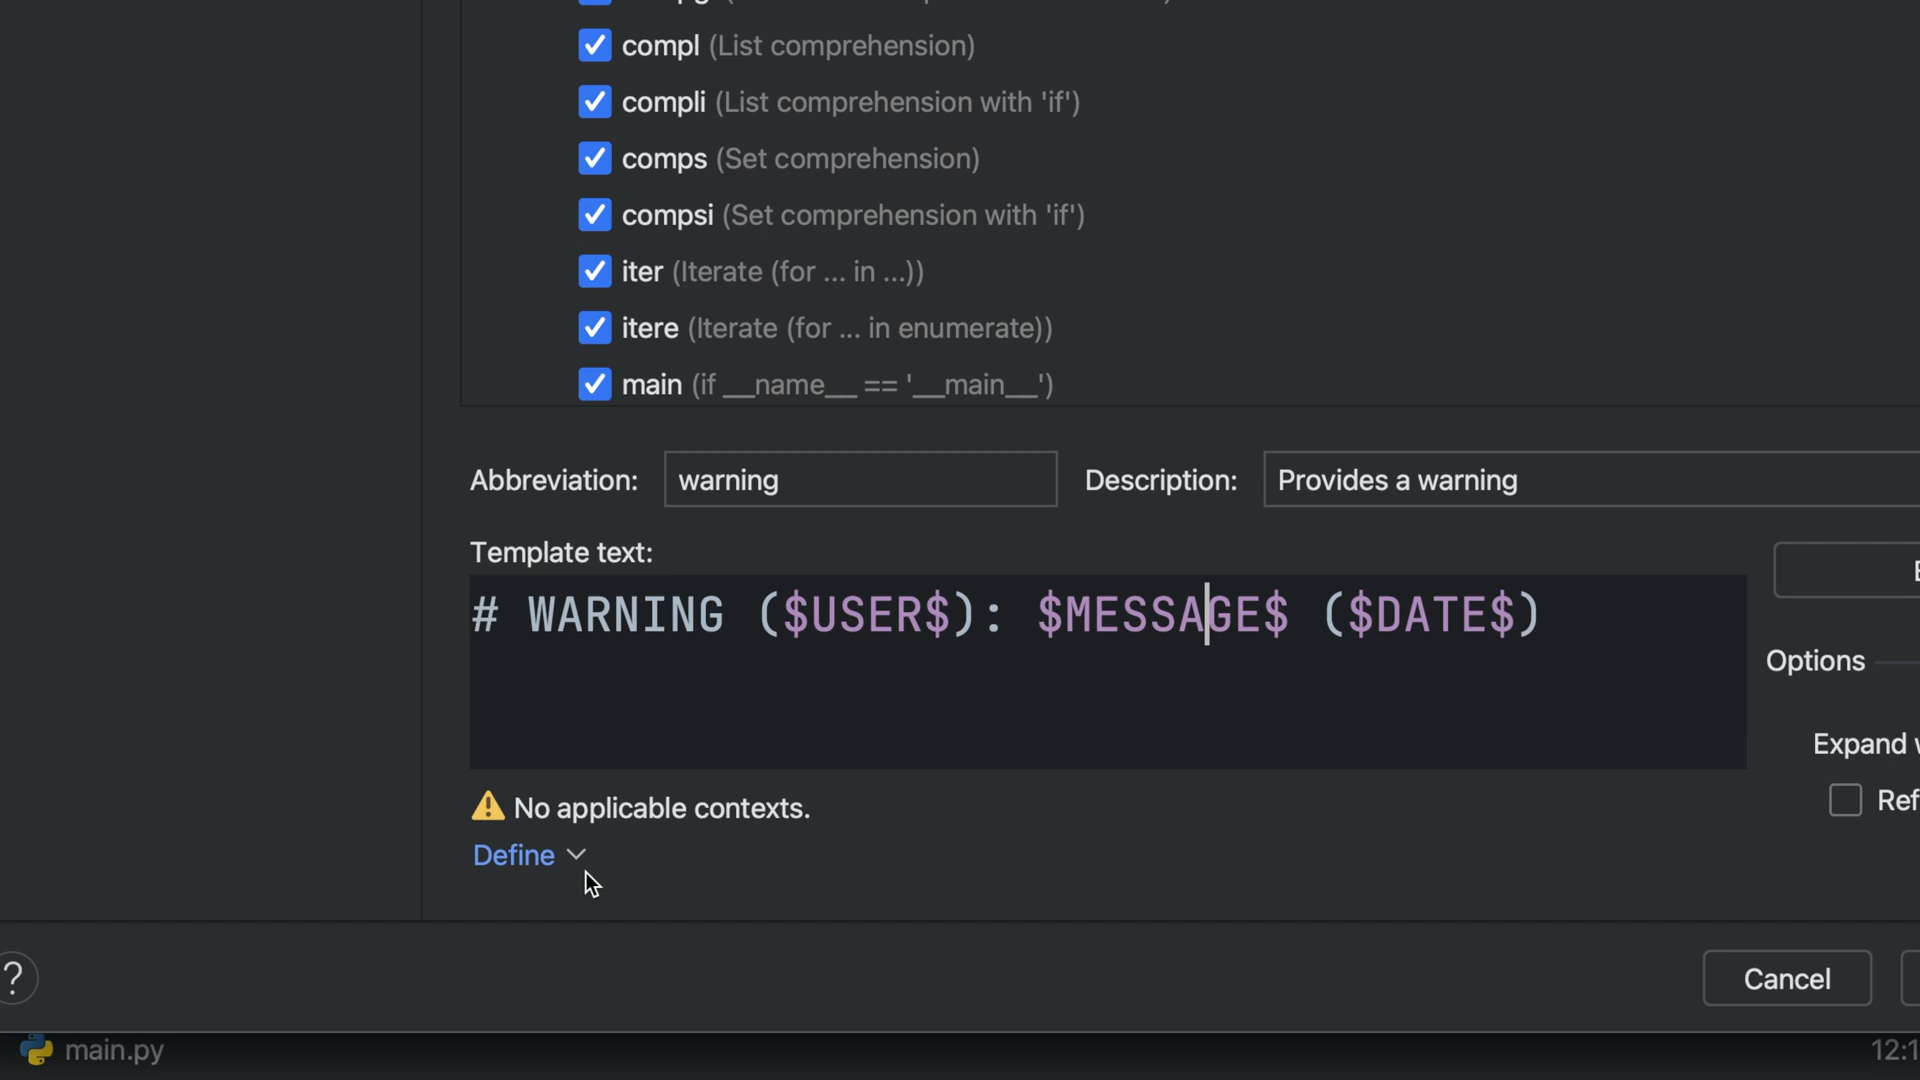 compl (List comprehension)
compli (List comprehension with 'if')
comps (Set comprehension)
compsi (Set comprehension with 'if')
iter (Iterate (for ... in ...))
itere (Iterate (for ... in enumerate))
main (if __name__ == '__main__')
Abbreviation: warning Description: Provides a warning
Template text:
# WARNING ($USER$): $MESSAGE$ ($DATE$)
Options
Expand
No applicable contexts.
Define
?
Cancel
main.py